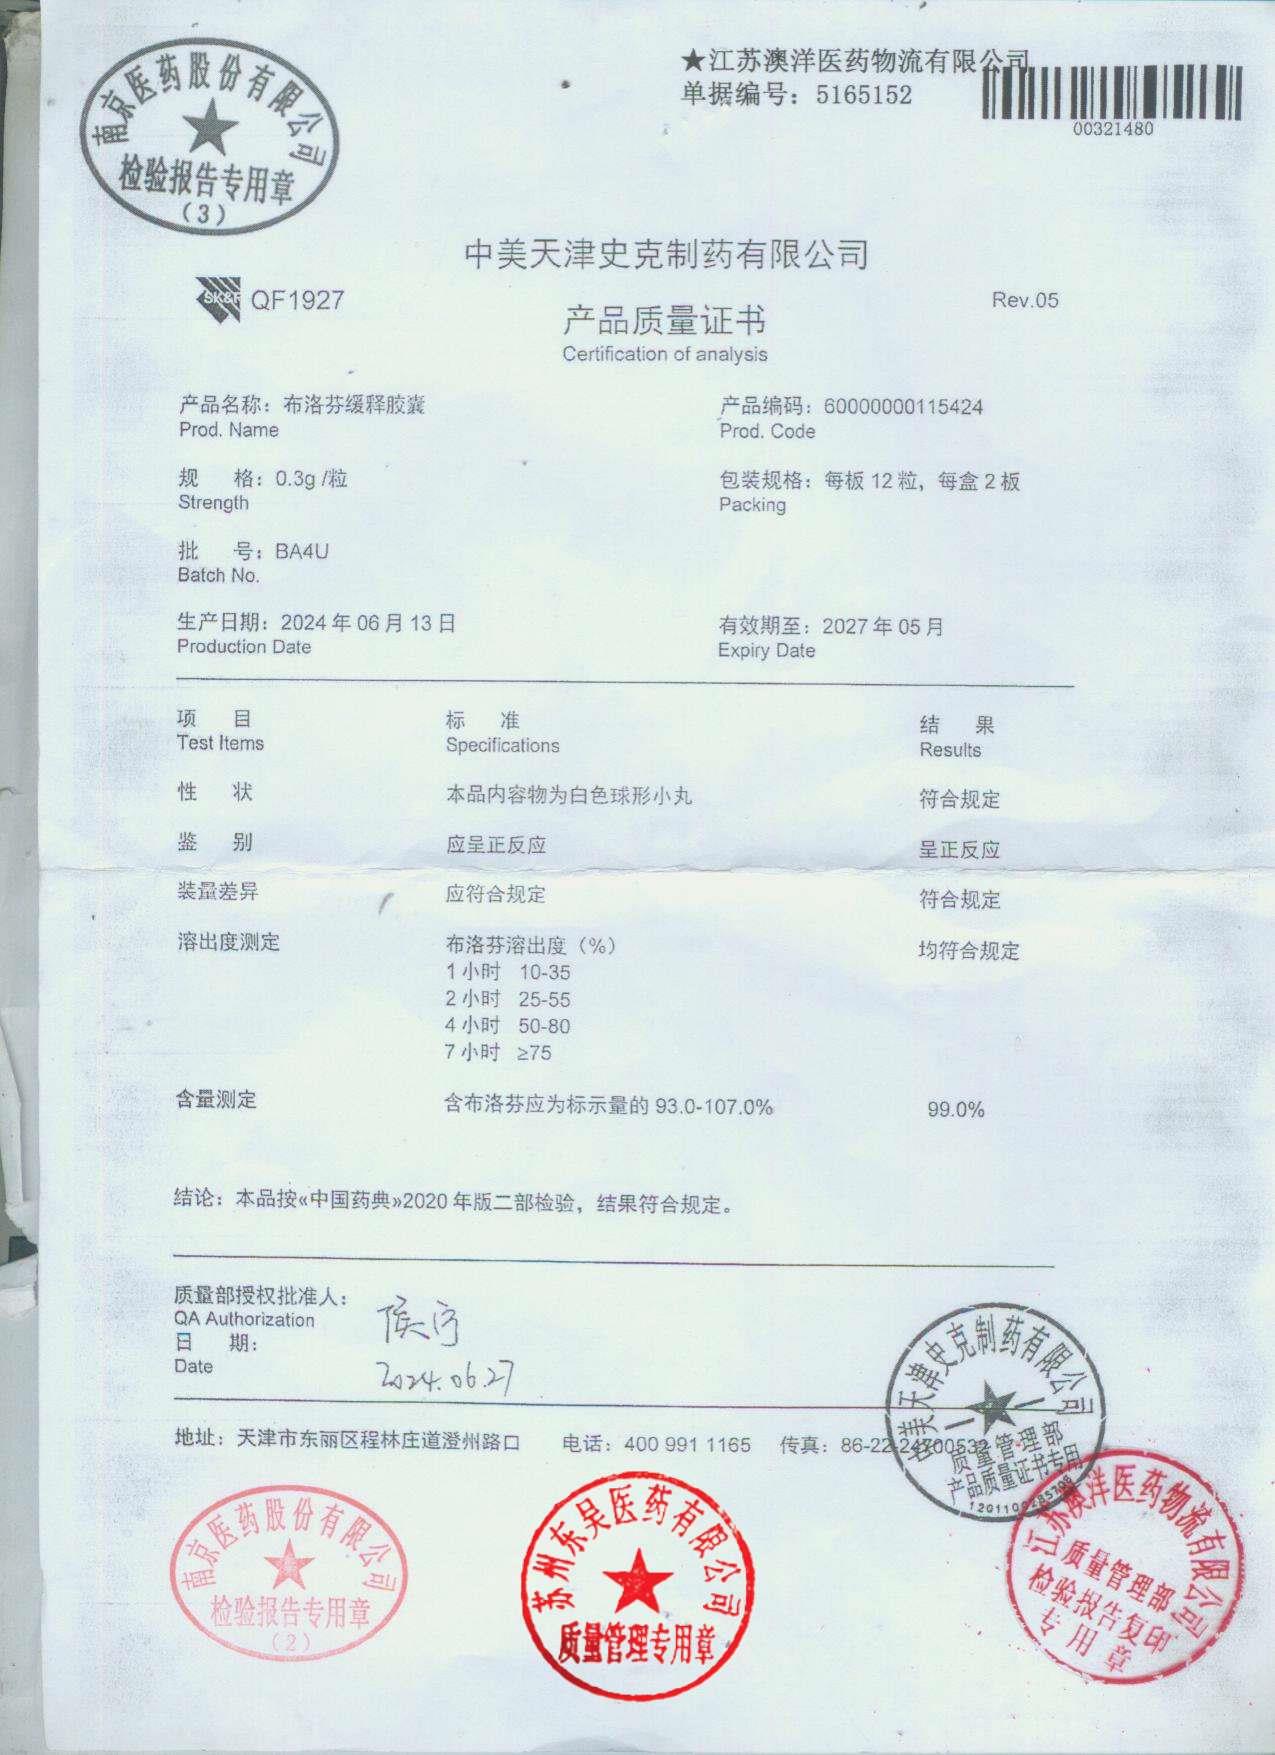 南京医药股份有限公司
检验报告专用章
(3)
★江苏澳洋医药物流有限公司
单据编号：5165152
00321480
中美天津史克制药有限公司
SK&F QF1927
Rev.05
产品质量证书
Certification of analysis
产品名称：布洛芬缓释胶囊
Prod. Name
产品编码：60000000115424
Prod. Code
规 格：0.3g /粒
Strength
包装规格：每板 12 粒，每盒 2 板
Packing
批 号：BA4U
Batch No.
生产日期：2024 年 06 月 13 日
Production Date
有效期至：2027 年 05 月
Expiry Date
项 目 标 准 结 果
Test Items Specifications Results
性 状 本品内容物为白色球形小丸 符合规定
鉴 别 应呈正反应 呈正反应
装量差异 应符合规定 符合规定
溶出度测定 布洛芬溶出度（%） 均符合规定
1 小时 10-35
2 小时 25-55
4 小时 50-80
7 小时 ≥75
含量测定 含布洛芬应为标示量的 93.0-107.0% 99.0%
结论：本品按«中国药典»2020 年版二部检验，结果符合规定。
质量部授权批准人：
QA Authorization
侯宇
日 期：
Date
2024.06.27
地址：天津市东丽区程林庄道澄州路口 电话：400 991 1165 传真：86-22-24700532
中美天津史克制药有限公司
质量管理部
产品质量证书专用
南京医药股份有限公司
检验报告专用章
(2)
苏州东吴医药有限公司
质量管理专用章
江苏澳洋医药物流有限公司
质量管理部
检验报告复印
专用章